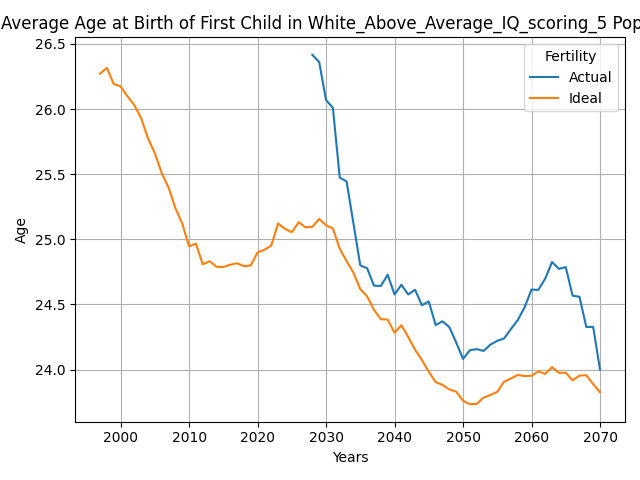 Average Age at Birth of First Child in White_Above_Average_IQ_scoring_5 Pop
Fertility
Actual
Ideal
26.5
26.0
25.5
25.0
24.5
24.0
Age
2000 2010 2020 2030 2040 2050 2060 2070
Years